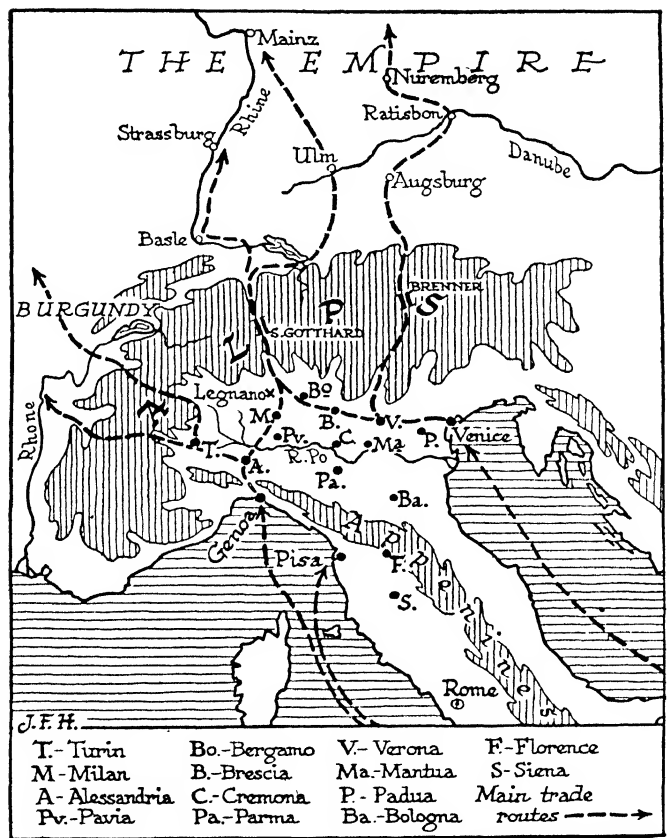 Mainz
THE EMPIRE
Nuremberg
Ratisbon
Rhine
Strassburg
Ulm
Danube
Augsburg
Basle
BRENNER
BURGUNDY
ALPS
S.GOTTHARD
Legnano
Bo
M.
B.
V.
Rhone
Pv.
C.
Ma
P.
Venice
T.
R.Po
A.
Pa.
Ba.
Genoa
Appenines
Pisa
F.
S.
Rome
J.F.H.
T.-Turin Bo.-Bergamo V.-Verona F.-Florence
M-Milan B.-Brescia Ma.-Mantua S-Siena
A-Alessandria C.-Cremona P.-Padua Main trade
Pv.-Pavia Pa.-Parma Ba.-Bologna routes